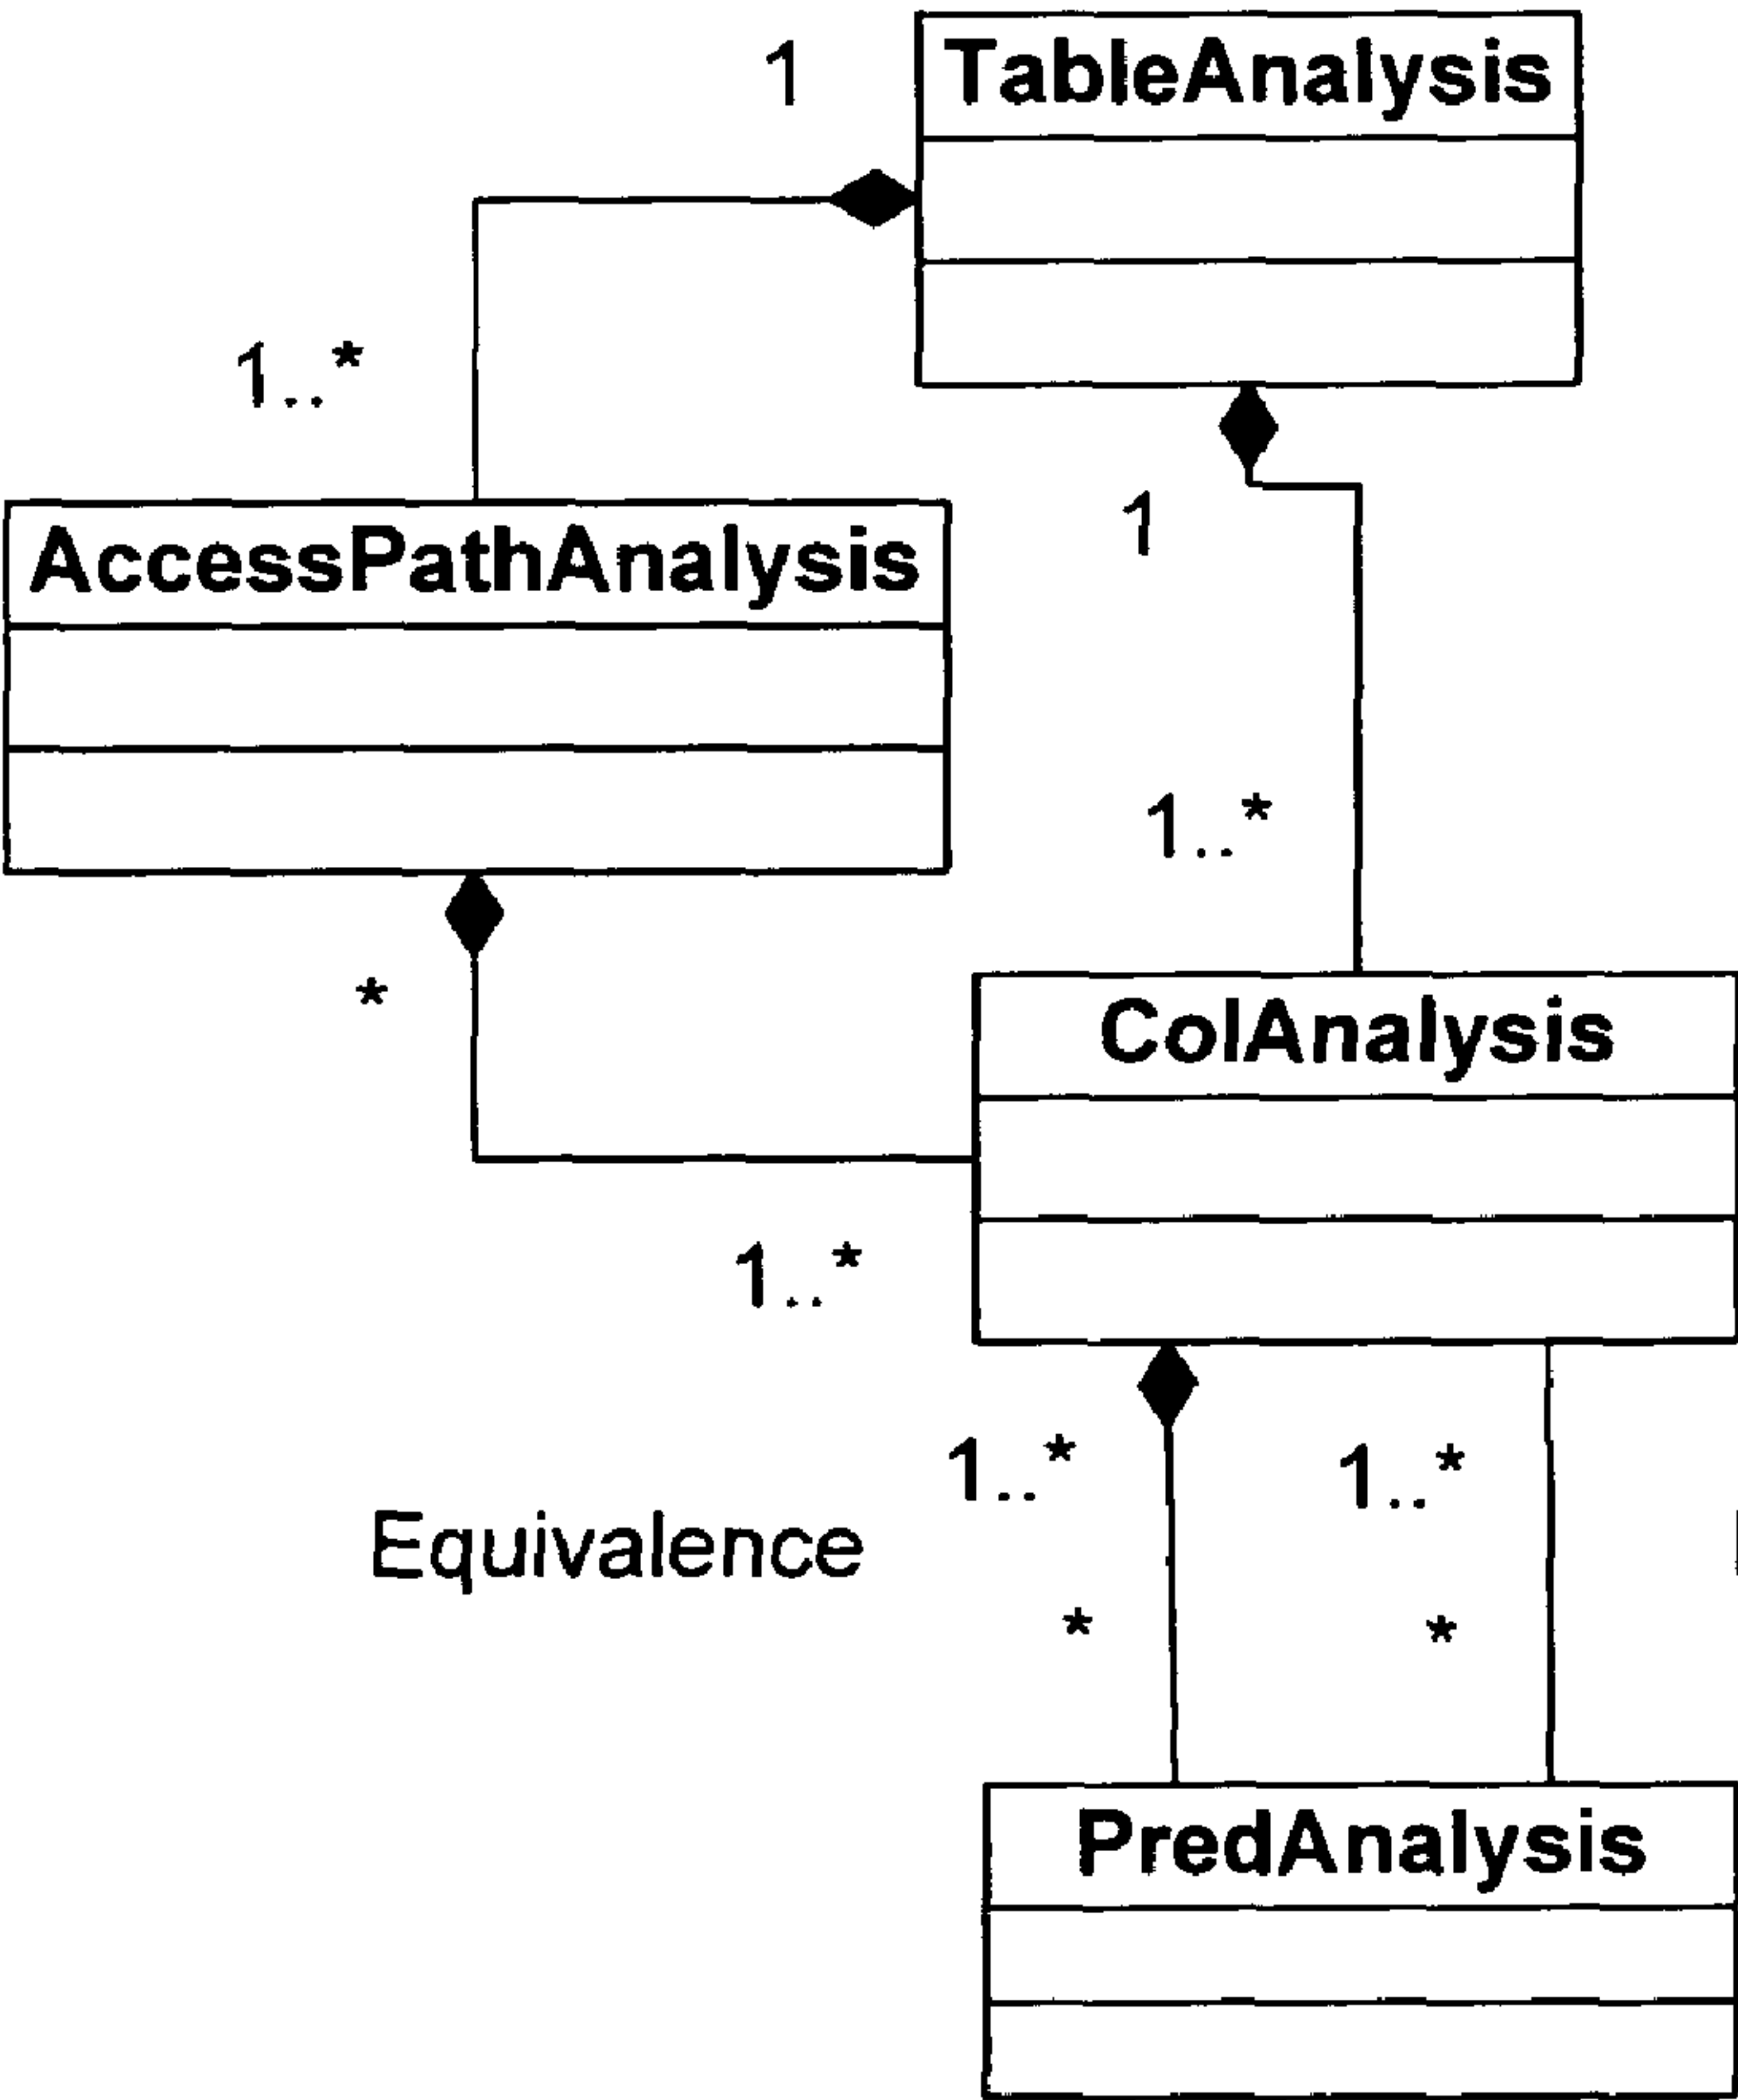 1
TableAnalysis
1..*
1
AccessPathAnalysis
1..*
*
ColAnalysis
1..*
1..*
1..*
Equivalence
*
*
PredAnalysis